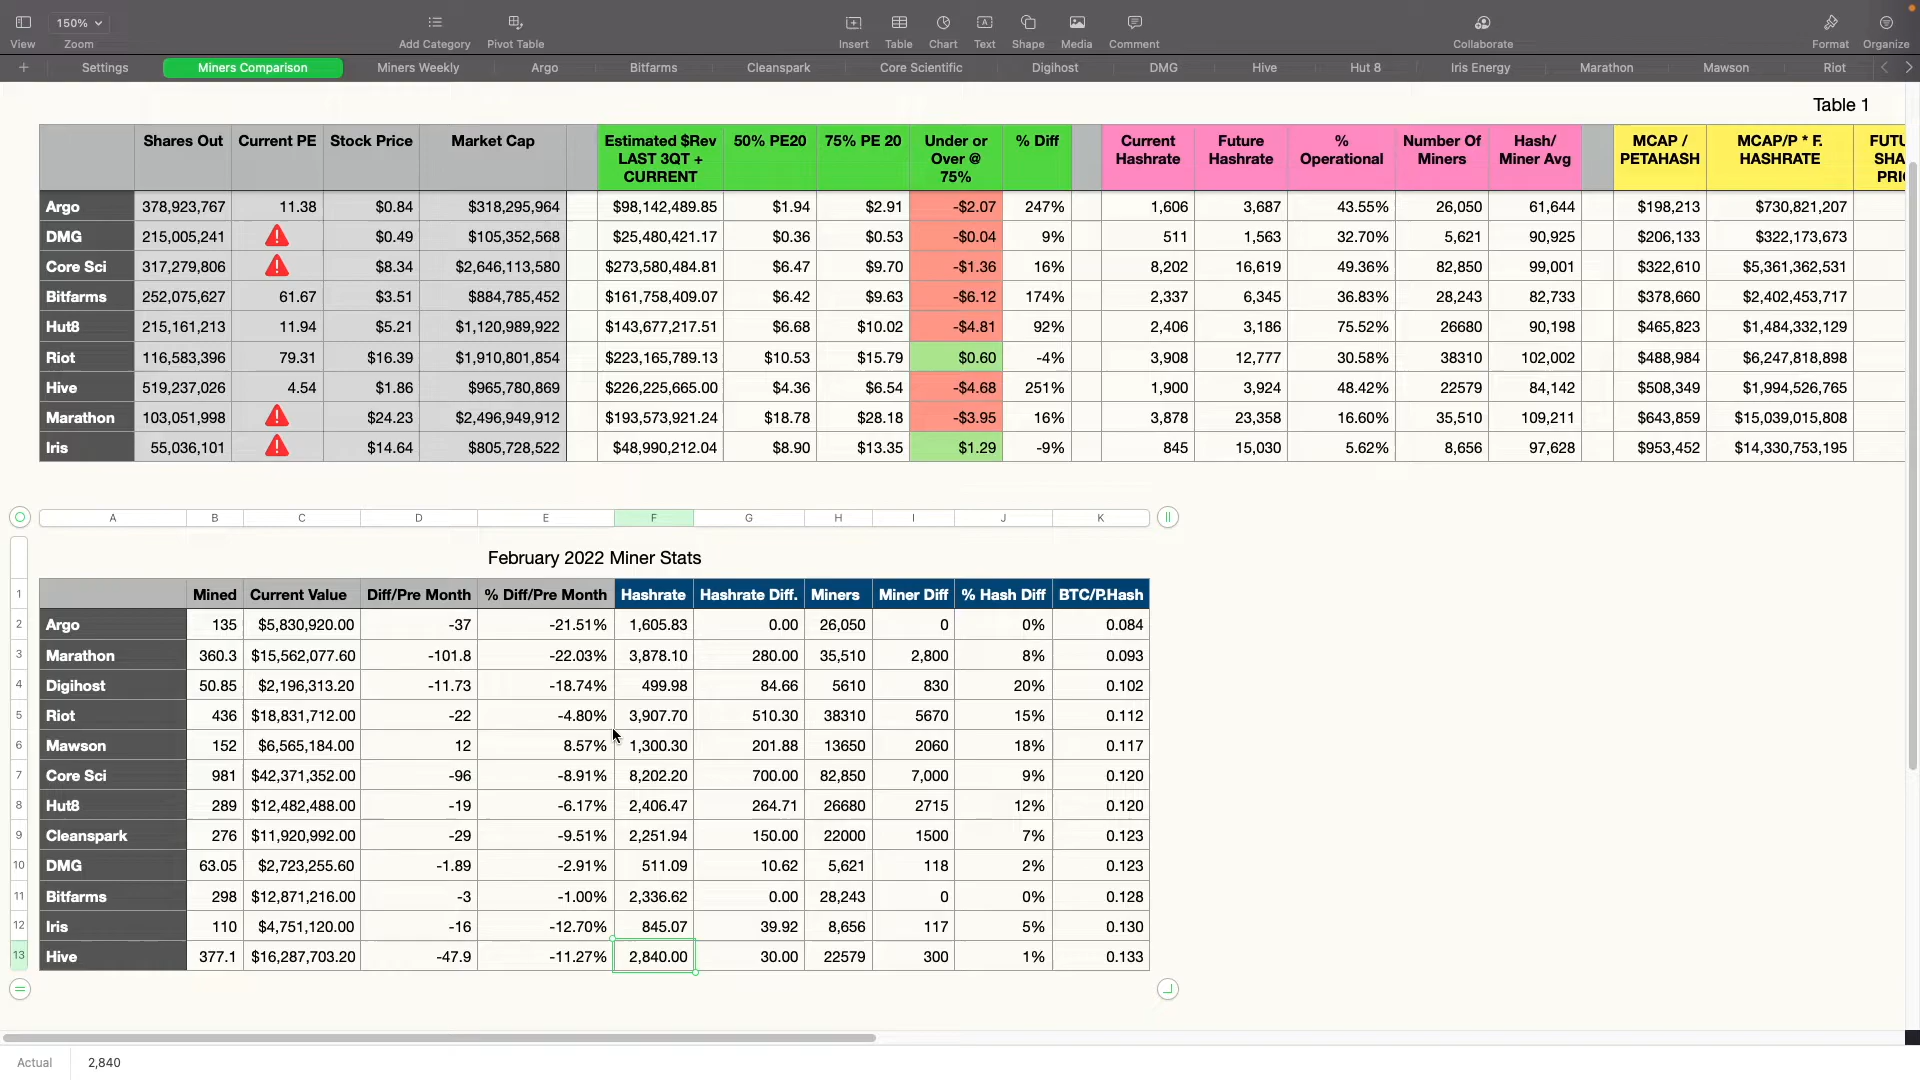 150%
View Zoom Add Category Pivot Table Insert Table Chart Text Shape Media Comment Collaborate Format Organize
+ Settings Miners Comparison Miners Weekly Argo Bitfarms Cleanspark Core Scientific Digihost DMG Hive Hut 8 Iris Energy Marathon Mawson Riot
Table 1
Shares Out Current PE Stock Price Market Cap Estimated $Rev LAST 3QT + CURRENT 50% PE20 75% PE 20 Under or Over @ 75% % Diff Current Hashrate Future Hashrate % Operational Number Of Miners Hash/ Miner Avg MCAP / PETAHASH MCAP/P * F. HASHRATE FUTU SHA PRI
Argo 378,923,767 11.38 $0.84 $318,295,964 $98,142,489.85 $1.94 $2.91 -$2.07 247% 1,606 3,687 43.55% 26,050 61,644 $198,213 $730,821,207
DMG 215,005,241 $0.49 $105,352,568 $25,480,421.17 $0.36 $0.53 -$0.04 9% 511 1,563 32.70% 5,621 90,925 $206,133 $322,173,673
Core Sci 317,279,806 $8.34 $2,646,113,580 $273,580,484.81 $6.47 $9.70 -$1.36 16% 8,202 16,619 49.36% 82,850 99,001 $322,610 $5,361,362,531
Bitfarms 252,075,627 61.67 $3.51 $884,785,452 $161,758,409.07 $6.42 $9.63 -$6.12 174% 2,337 6,345 36.83% 28,243 82,733 $378,660 $2,402,453,717
Hut8 215,161,213 11.94 $5.21 $1,120,989,922 $143,677,217.51 $6.68 $10.02 -$4.81 92% 2,406 3,186 75.52% 26680 90,198 $465,823 $1,484,332,129
Riot 116,583,396 79.31 $16.39 $1,910,801,854 $223,165,789.13 $10.53 $15.79 $0.60 -4% 3,908 12,777 30.58% 38310 102,002 $488,984 $6,247,818,898
Hive 519,237,026 4.54 $1.86 $965,780,869 $226,225,665.00 $4.36 $6.54 -$4.68 251% 1,900 3,924 48.42% 22579 84,142 $508,349 $1,994,526,765
Marathon 103,051,998 $24.23 $2,496,949,912 $193,573,921.24 $18.78 $28.18 -$3.95 16% 3,878 23,358 16.60% 35,510 109,211 $643,859 $15,039,015,808
Iris 55,036,101 $14.64 $805,728,522 $48,990,212.04 $8.90 $13.35 $1.29 -9% 845 15,030 5.62% 8,656 97,628 $953,452 $14,330,753,195
A B C D E F G H I J K
February 2022 Miner Stats
1 Mined Current Value Diff/Pre Month % Diff/Pre Month Hashrate Hashrate Diff. Miners Miner Diff % Hash Diff BTC/P.Hash
2 Argo 135 $5,830,920.00 -37 -21.51% 1,605.83 0.00 26,050 0 0% 0.084
3 Marathon 360.3 $15,562,077.60 -101.8 -22.03% 3,878.10 280.00 35,510 2,800 8% 0.093
4 Digihost 50.85 $2,196,313.20 -11.73 -18.74% 499.98 84.66 5610 830 20% 0.102
5 Riot 436 $18,831,712.00 -22 -4.80% 3,907.70 510.30 38310 5670 15% 0.112
6 Mawson 152 $6,565,184.00 12 8.57% 1,300.30 201.88 13650 2060 18% 0.117
7 Core Sci 981 $42,371,352.00 -96 -8.91% 8,202.20 700.00 82,850 7,000 9% 0.120
8 Hut8 289 $12,482,488.00 -19 -6.17% 2,406.47 264.71 26680 2715 12% 0.120
9 Cleanspark 276 $11,920,992.00 -29 -9.51% 2,251.94 150.00 22000 1500 7% 0.123
10 DMG 63.05 $2,723,255.60 -1.89 -2.91% 511.09 10.62 5,621 118 2% 0.123
11 Bitfarms 298 $12,871,216.00 -3 -1.00% 2,336.62 0.00 28,243 0 0% 0.128
12 Iris 110 $4,751,120.00 -16 -12.70% 845.07 39.92 8,656 117 5% 0.130
13 Hive 377.1 $16,287,703.20 -47.9 -11.27% 2,840.00 30.00 22579 300 1% 0.133
Actual 2,840